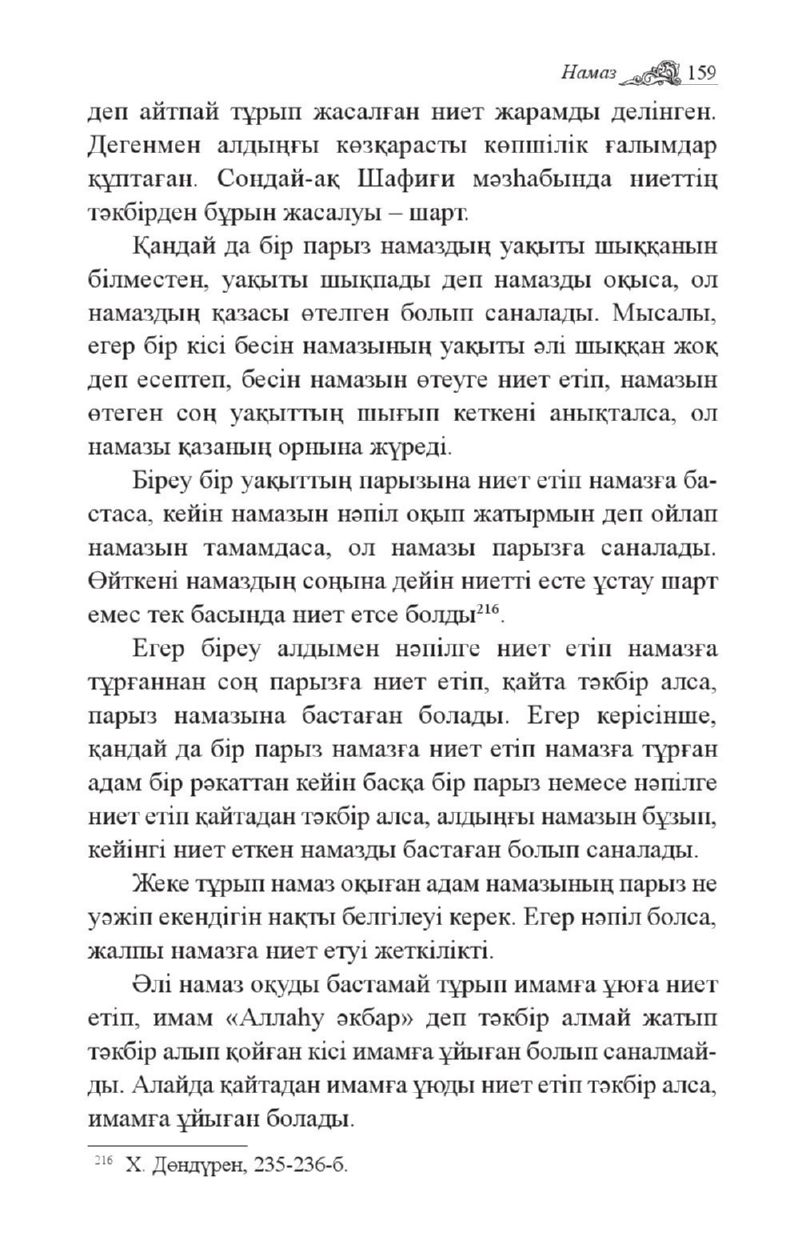 Намаз 159
деп айтпай тұрып жасалған ниет жарамды делінген.
Дегенмен алдыңғы көзқарасты көпшілік ғалымдар
құптаған. Сондай-ақ Шафиғи мәзһабында ниеттің
тәкбірден бұрын жасалуы – шарт.
Қандай да бір парыз намаздың уақыты шыққанын
білместен, уақыты шықпады деп намазды оқыса, ол
намаздың қазасы өтелген болып саналады. Мысалы,
егер бір кісі бесін намазының уақыты әлі шыққан жоқ
деп есептеп, бесін намазын өтеуге ниет етіп, намазын
өтеген соң уақыттың шығып кеткені анықталса, ол
намазы қазаның орнына жүреді.
Біреу бір уақыттың парызына ниет етіп намазға ба-
стаса, кейін намазын нәпіл оқып жатырмын деп ойлап
намазын тамамдаса, ол намазы парызға саналады.
Өйткені намаздың соңына дейін ниетті есте ұстау шарт
емес тек басында ниет етсе болды²¹⁶.
Егер біреу алдымен нәпілге ниет етіп намазға
тұрғаннан соң парызға ниет етіп, қайта тәкбір алса,
парыз намазына бастаған болады. Егер керісінше,
қандай да бір парыз намазға ниет етіп намазға тұрған
адам бір рәкаттан кейін басқа бір парыз немесе нәпілге
ниет етіп қайтадан тәкбір алса, алдыңғы намазын бұзып,
кейінгі ниет еткен намазды бастаған болып саналады.
Жеке тұрып намаз оқыған адам намазының парыз не
уәжіп екендігін нақты белгілеуі керек. Егер нәпіл болса,
жалпы намазға ниет етуі жеткілікті.
Әлі намаз оқуды бастамай тұрып имамға ұюға ниет
етіп, имам «Аллаһу әкбар» деп тәкбір алмай жатып
тәкбір алып қойған кісі имамға ұйыған болып саналмай-
ды. Алайда қайтадан имамға ұюды ниет етіп тәкбір алса,
имамға ұйыған болады.
²¹⁶ Х. Дөндүрен, 235-236-б.